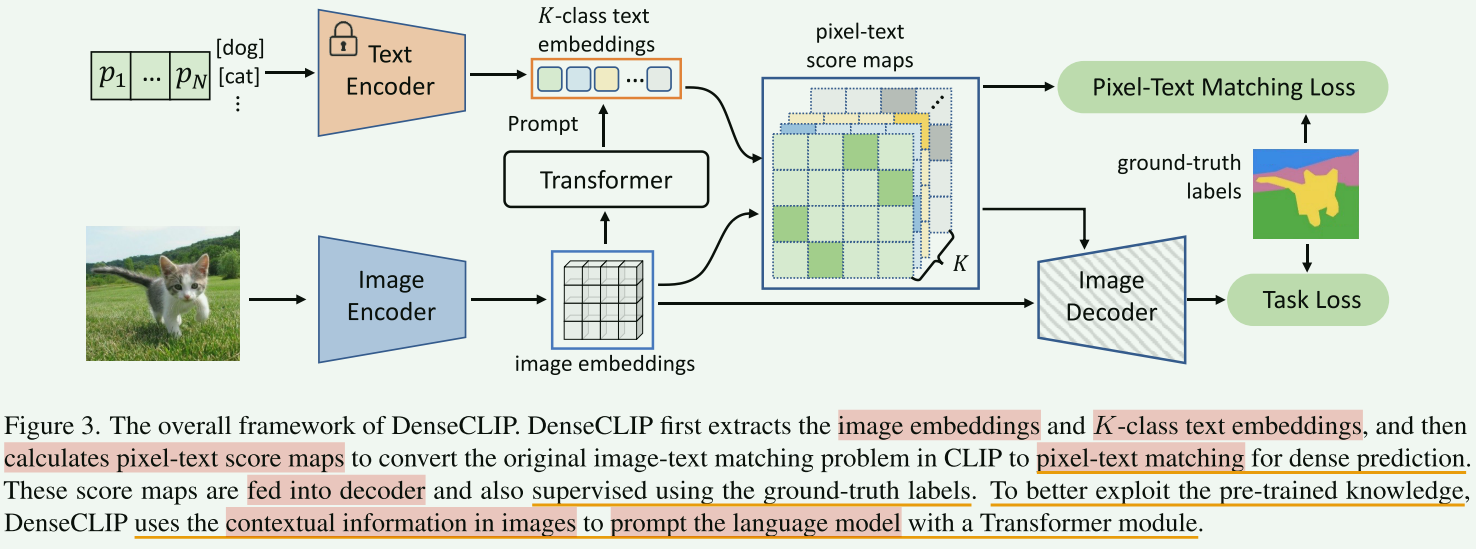 p₁ ... p_N
[dog]
[cat]
⋮
Text
Encoder
K-class text
embeddings
...
Prompt
Transformer
Image
Encoder
image embeddings
pixel-text
score maps
K
Image
Decoder
Pixel-Text Matching Loss
ground-truth
labels
Task Loss
Figure 3. The overall framework of DenseCLIP. DenseCLIP first extracts the image embeddings and K-class text embeddings, and then
calculates pixel-text score maps to convert the original image-text matching problem in CLIP to pixel-text matching for dense prediction.
These score maps are fed into decoder and also supervised using the ground-truth labels. To better exploit the pre-trained knowledge,
DenseCLIP uses the contextual information in images to prompt the language model with a Transformer module.